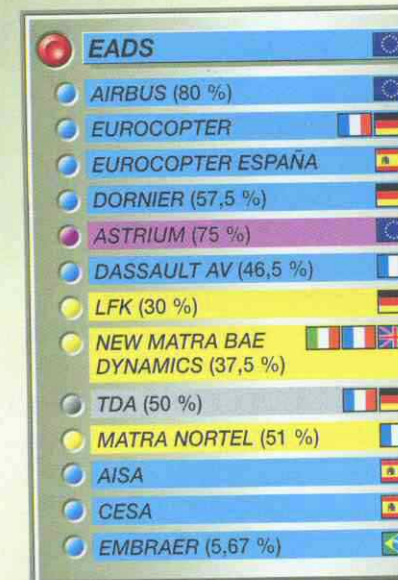 EADS
AIRBUS (80 %)
EUROCOPTER
EUROCOPTER ESPAÑA
DORNIER (57,5 %)
ASTRIUM (75 %)
DASSAULT AV (46,5 %)
LFK (30 %)
NEW MATRA BAE
DYNAMICS (37,5 %)
TDA (50 %)
MATRA NORTEL (51 %)
AISA
CESA
EMBRAER (5,67 %)